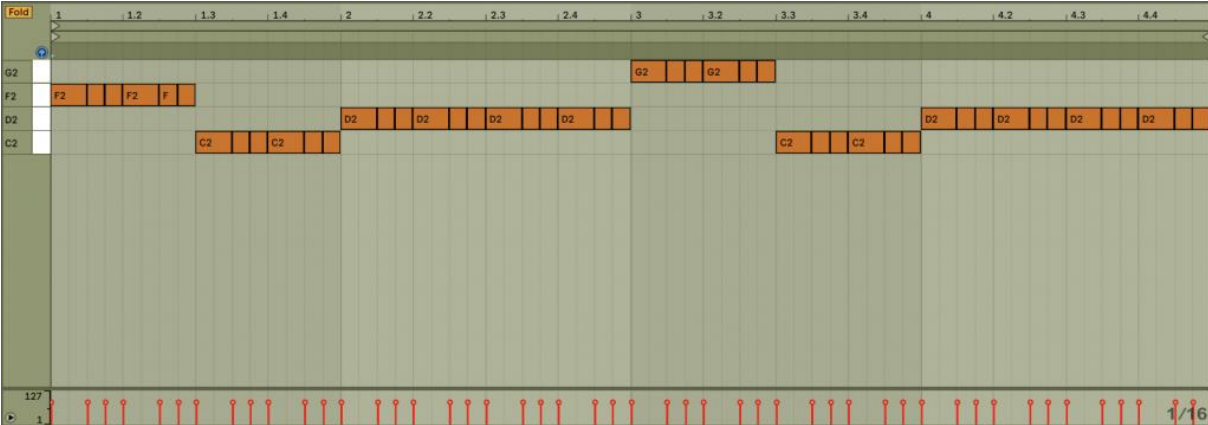 Fold 1 1.2 1.3 1.4 2 2.2 2.3 2.4 3 3.2 3.3 3.4 4 4.2 4.3 4.4
G2 G2 G2
F2 F2 F2 F
D2 D2 D2 D2 D2 D2 D2 D2 D2
C2 C2 C2 C2 C2
127
1 1/16